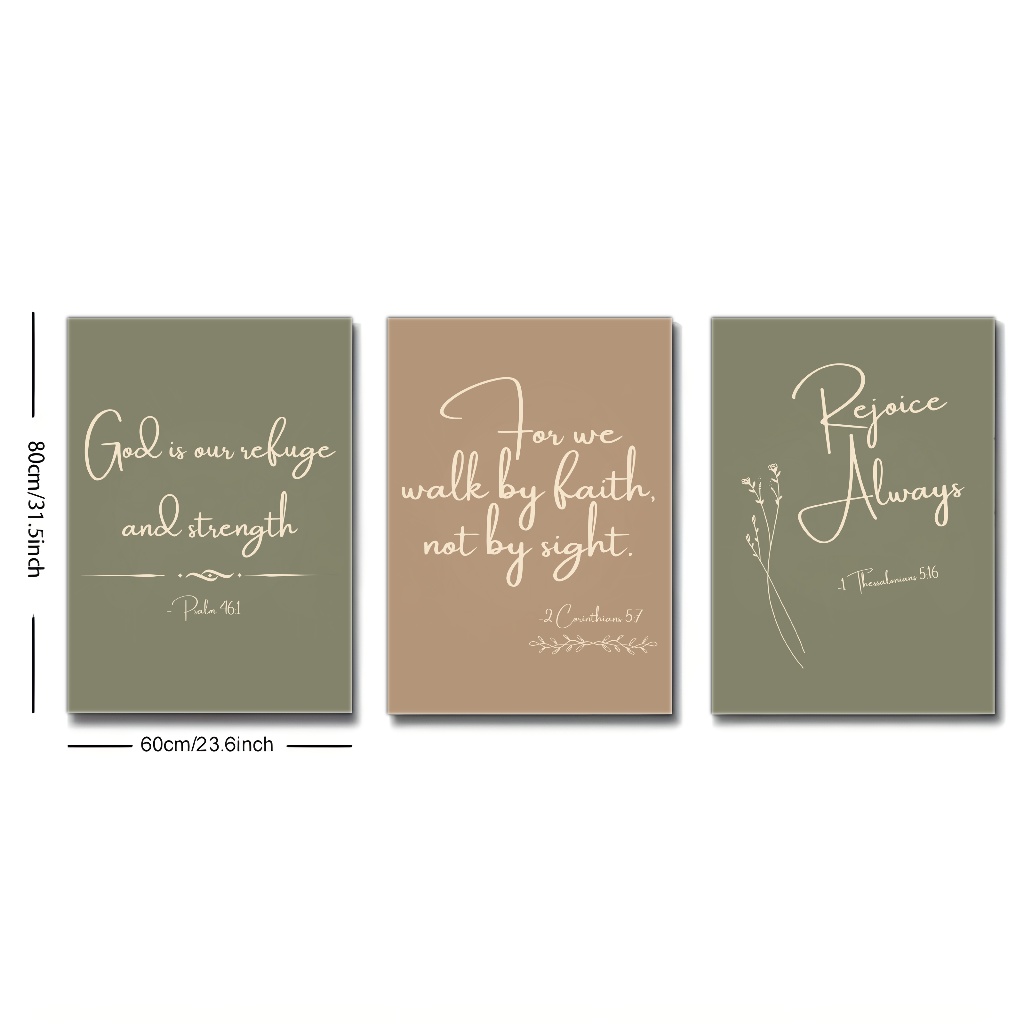 80cm/31.5inch
God is our refuge
and strength
-Psalm 46:1
60cm/23.6inch
For we
walk by faith,
not by sight.
-2 Corinthians 5:7
Rejoice
Always
-1 Thessalonians 5:16